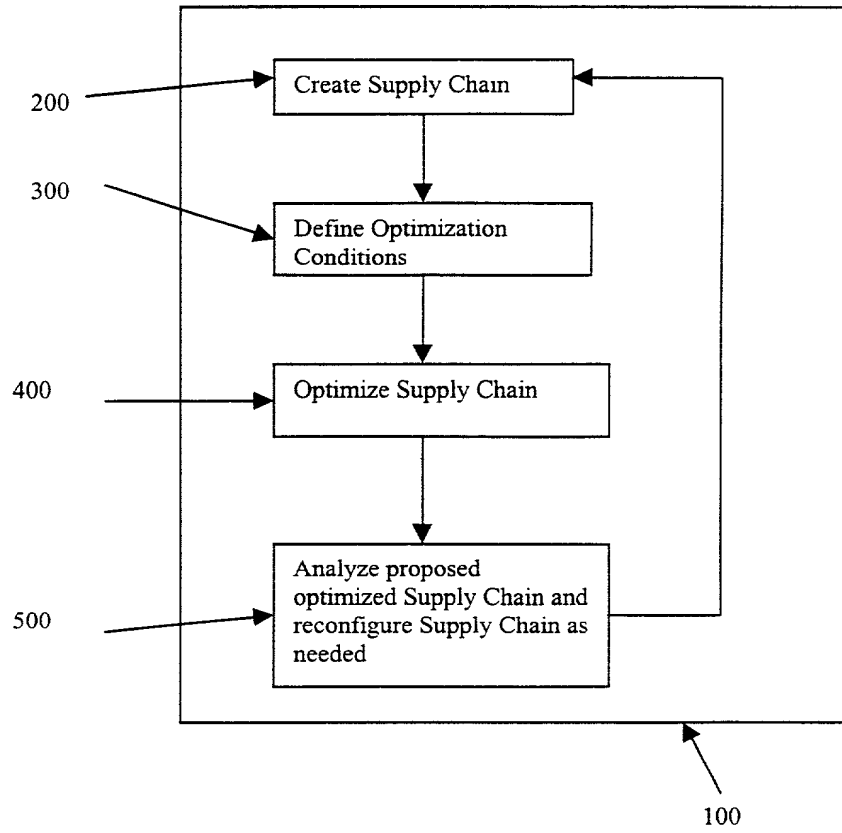 Create Supply Chain
200
300
Define Optimization
Conditions
400
Optimize Supply Chain
Analyze proposed
optimized Supply Chain and
reconfigure Supply Chain as
needed
500
100